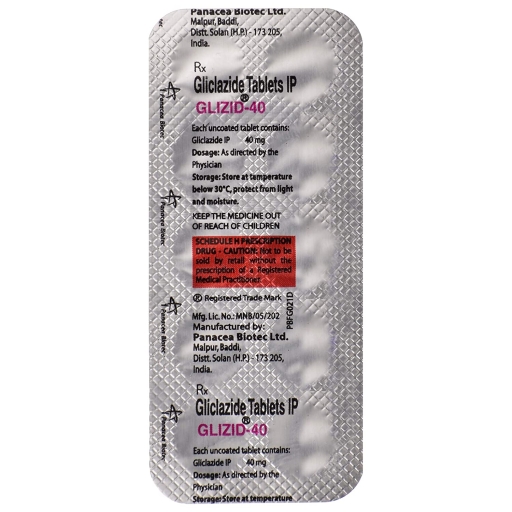 Panacea Biotec Ltd.
Malpur, Baddi,
Distt. Solan (H.P.) - 173 205,
India.
Rx
Gliclazide Tablets IP
GLIZID®-40
Each uncoated tablet contains:
Gliclazide IP 40 mg
Dosage: As directed by the
Physician
Storage: Store at temperature
below 30°C, protect from light
and moisture.
KEEP THE MEDICINE OUT
OF REACH OF CHILDREN
SCHEDULE H PRESCRIPTION
DRUG - CAUTION: Not to be
sold by retail without the
prescription of a Registered
Medical Practitioner
® Registered Trade Mark
Mfg. Lic. No.: MNB/05/202
Manufactured by:
Panacea Biotec Ltd.
Malpur, Baddi,
Distt. Solan (H.P.) - 173 205,
India.
PBFG021D
Rx
Gliclazide Tablets IP
GLIZID®-40
Each uncoated tablet contains:
Gliclazide IP 40 mg
Dosage: As directed by the
Physician
Storage: Store at temperature
Panacea Biotec
Panacea Biotec
Panacea Biotec
Panacea Biotec